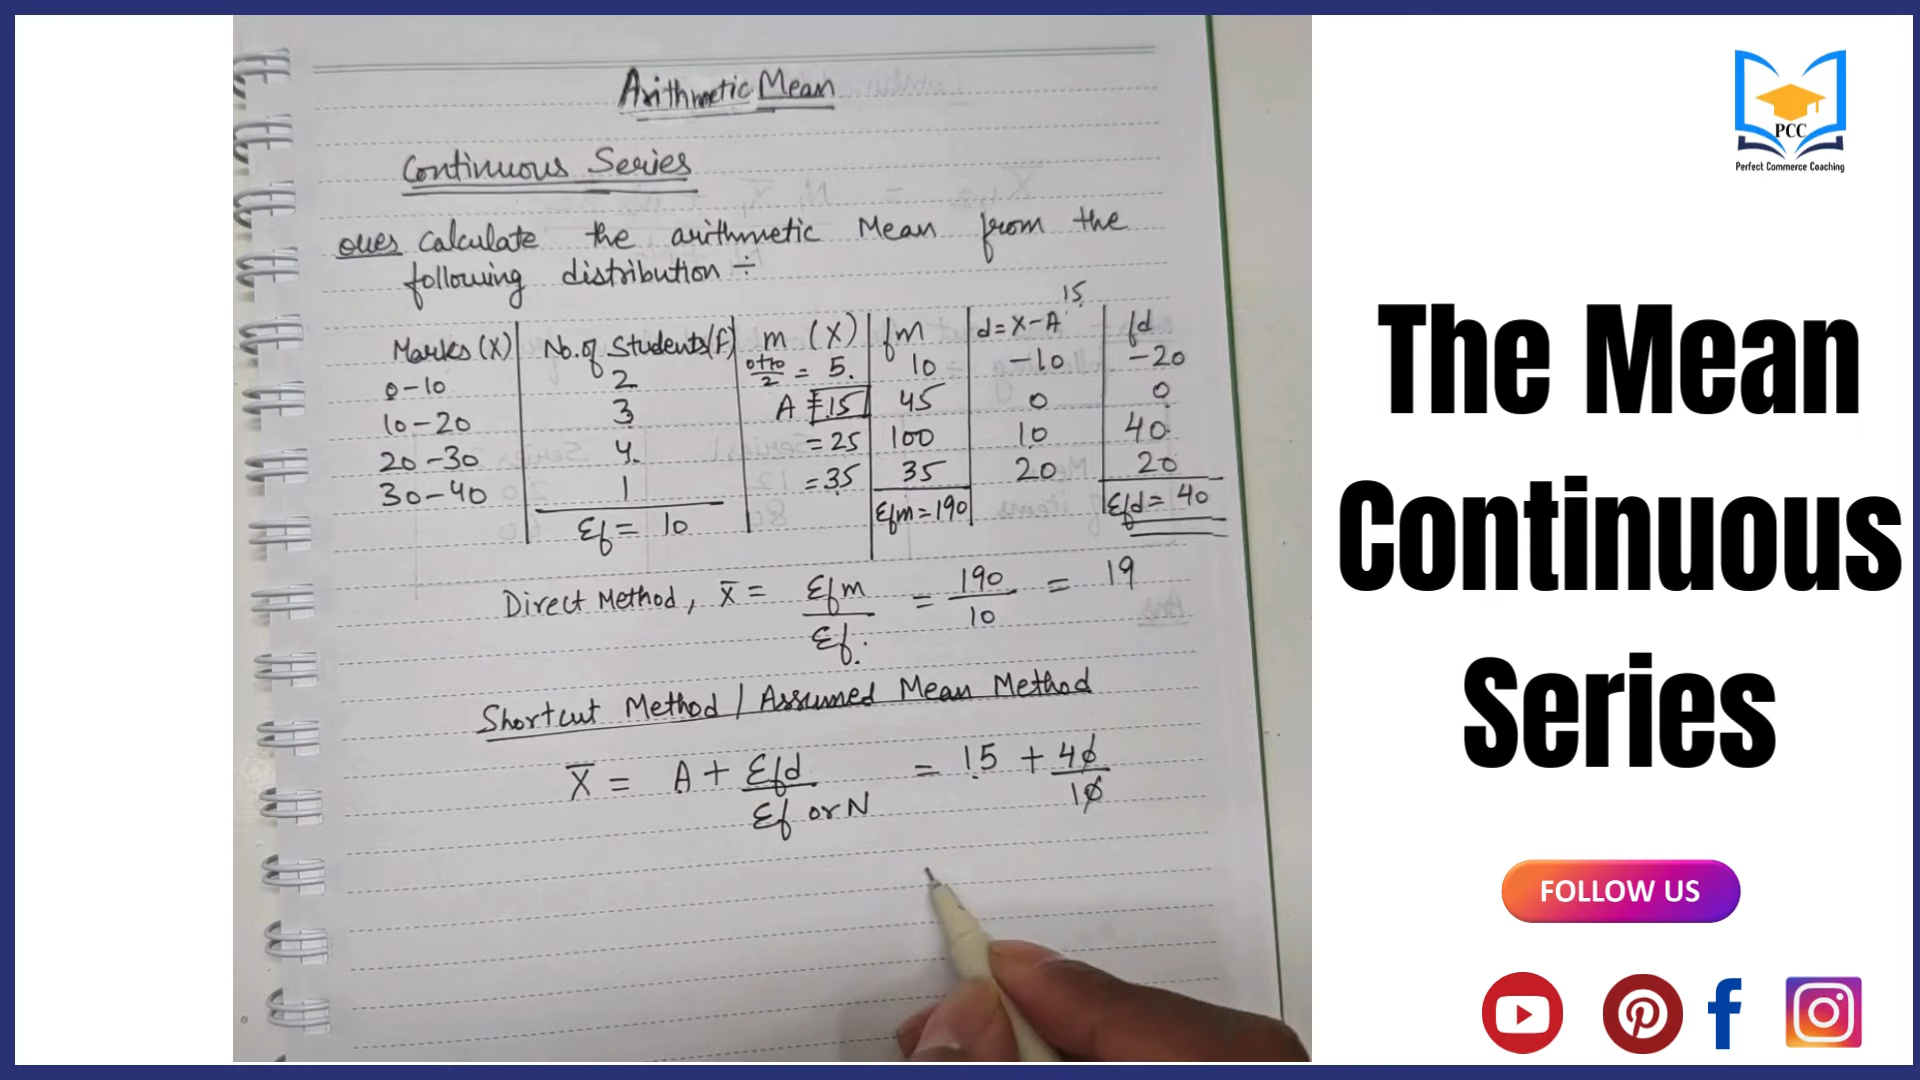 Arithmetic Mean
Continuous Series
Ques Calculate the arithmetic Mean from the
following distribution ÷
15
Marks (X) No. of Students (f) m (X) fm d = X - A fd
0 - 10 2 0+10/2 = 5. 10 -10 -20
10 - 20 3 A = 15 45 0 0
20 - 30 4 = 25 100 10 40
30 - 40 1 = 35 35 20 20
Σf = 10 Σfm = 190 Σfd = 40
Direct Method, X̄ = Σfm/Σf = 190/10 = 19
Shortcut Method / Assumed Mean Method
X̄ = A + Σfd/Σf or N = 15 + 40/10
PCC
Perfect Commerce Coaching
The Mean
Continuous
Series
FOLLOW US